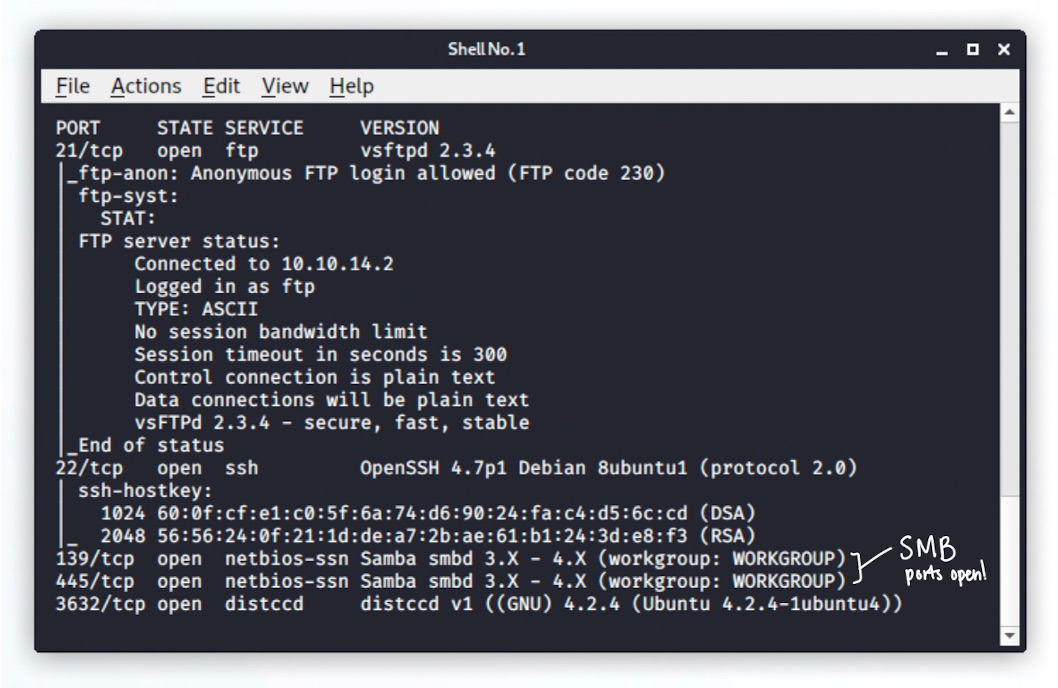 Shell No. 1
File Actions Edit View Help
PORT STATE SERVICE VERSION
21/tcp open ftp vsftpd 2.3.4
|_ftp-anon: Anonymous FTP login allowed (FTP code 230)
| ftp-syst:
|   STAT:
| FTP server status:
|      Connected to 10.10.14.2
|      Logged in as ftp
|      TYPE: ASCII
|      No session bandwidth limit
|      Session timeout in seconds is 300
|      Control connection is plain text
|      Data connections will be plain text
|      vsFTPd 2.3.4 - secure, fast, stable
|_End of status
22/tcp open ssh OpenSSH 4.7p1 Debian 8ubuntu1 (protocol 2.0)
| ssh-hostkey:
|   1024 60:0f:cf:e1:c0:5f:6a:74:d6:90:24:fa:c4:d5:6c:cd (DSA)
|_  2048 56:56:24:0f:21:1d:de:a7:2b:ae:61:b1:24:3d:e8:f3 (RSA)
139/tcp open netbios-ssn Samba smbd 3.X - 4.X (workgroup: WORKGROUP)
445/tcp open netbios-ssn Samba smbd 3.X - 4.X (workgroup: WORKGROUP)
SMB
ports open!
3632/tcp open distccd distccd v1 ((GNU) 4.2.4 (Ubuntu 4.2.4-1ubuntu4))